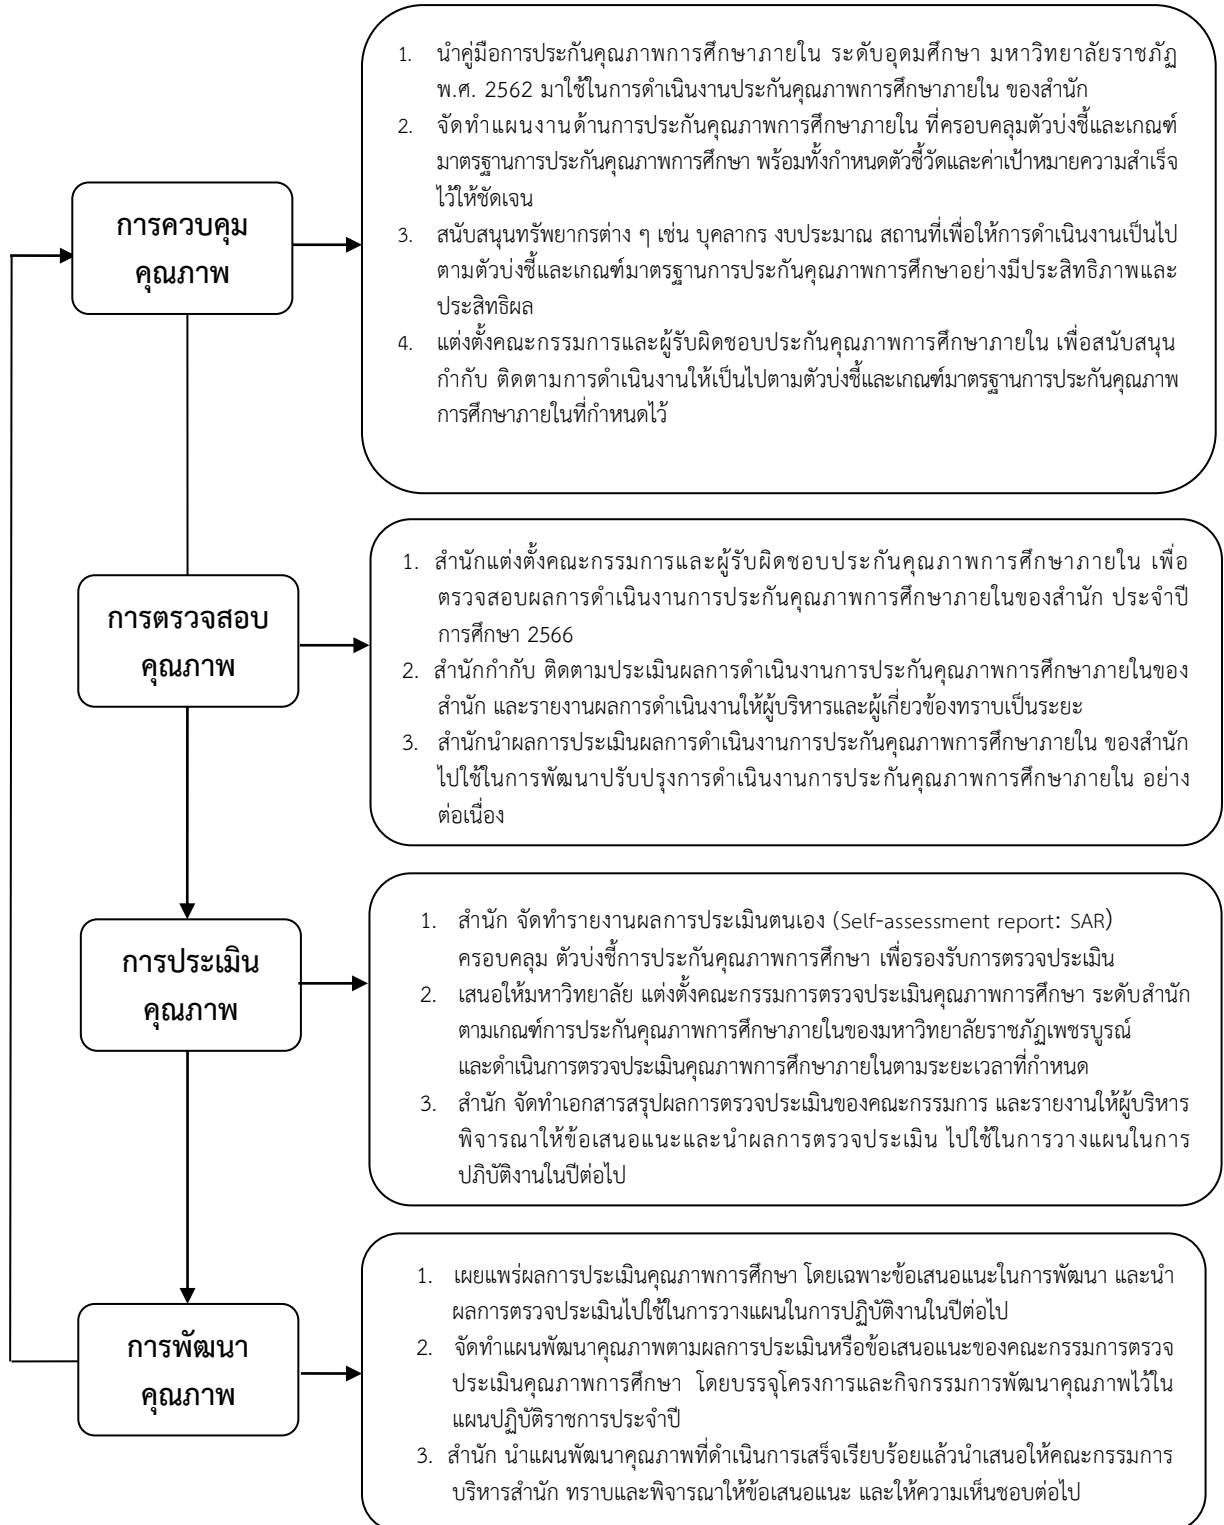 การควบคุม
คุณภาพ
1. นำคู่มือการประกันคุณภาพการศึกษาภายใน ระดับอุดมศึกษา มหาวิทยาลัยราชภัฏ
พ.ศ. 2562 มาใช้ในการดำเนินงานประกันคุณภาพการศึกษาภายใน ของสำนัก
2. จัดทำแผนงานด้านการประกันคุณภาพการศึกษาภายใน ที่ครอบคลุมตัวบ่งชี้และเกณฑ์
มาตรฐานการประกันคุณภาพการศึกษา พร้อมทั้งกำหนดตัวชี้วัดและค่าเป้าหมายความสำเร็จ
ไว้ให้ชัดเจน
3. สนับสนุนทรัพยากรต่าง ๆ เช่น บุคลากร งบประมาณ สถานที่เพื่อให้การดำเนินงานเป็นไป
ตามตัวบ่งชี้และเกณฑ์มาตรฐานการประกันคุณภาพการศึกษาอย่างมีประสิทธิภาพและ
ประสิทธิผล
4. แต่งตั้งคณะกรรมการและผู้รับผิดชอบประกันคุณภาพการศึกษาภายใน เพื่อสนับสนุน
กำกับ ติดตามการดำเนินงานให้เป็นไปตามตัวบ่งชี้และเกณฑ์มาตรฐานการประกันคุณภาพ
การศึกษาภายในที่กำหนดไว้
การตรวจสอบ
คุณภาพ
1. สำนักแต่งตั้งคณะกรรมการและผู้รับผิดชอบประกันคุณภาพการศึกษาภายใน เพื่อ
ตรวจสอบผลการดำเนินงานการประกันคุณภาพการศึกษาภายในของสำนัก ประจำปี
การศึกษา 2566
2. สำนักกำกับ ติดตามประเมินผลการดำเนินงานการประกันคุณภาพการศึกษาภายในของ
สำนัก และรายงานผลการดำเนินงานให้ผู้บริหารและผู้เกี่ยวข้องทราบเป็นระยะ
3. สำนักนำผลการประเมินผลการดำเนินงานการประกันคุณภาพการศึกษาภายใน ของสำนัก
ไปใช้ในการพัฒนาปรับปรุงการดำเนินงานการประกันคุณภาพการศึกษาภายใน อย่าง
ต่อเนื่อง
การประเมิน
คุณภาพ
1. สำนัก จัดทำรายงานผลการประเมินตนเอง (Self-assessment report: SAR)
ครอบคลุม ตัวบ่งชี้การประกันคุณภาพการศึกษา เพื่อรองรับการตรวจประเมิน
2. เสนอให้มหาวิทยาลัย แต่งตั้งคณะกรรมการตรวจประเมินคุณภาพการศึกษา ระดับสำนัก
ตามเกณฑ์การประกันคุณภาพการศึกษาภายในของมหาวิทยาลัยราชภัฏเพชรบูรณ์
และดำเนินการตรวจประเมินคุณภาพการศึกษาภายในตามระยะเวลาที่กำหนด
3. สำนัก จัดทำเอกสารสรุปผลการตรวจประเมินของคณะกรรมการ และรายงานให้ผู้บริหาร
พิจารณาให้ข้อเสนอแนะและนำผลการตรวจประเมิน ไปใช้ในการวางแผนในการ
ปฏิบัติงานในปีต่อไป
การพัฒนา
คุณภาพ
1. เผยแพร่ผลการประเมินคุณภาพการศึกษา โดยเฉพาะข้อเสนอแนะในการพัฒนา และนำ
ผลการตรวจประเมินไปใช้ในการวางแผนในการปฏิบัติงานในปีต่อไป
2. จัดทำแผนพัฒนาคุณภาพตามผลการประเมินหรือข้อเสนอแนะของคณะกรรมการตรวจ
ประเมินคุณภาพการศึกษา โดยบรรจุโครงการและกิจกรรมการพัฒนาคุณภาพไว้ใน
แผนปฏิบัติราชการประจำปี
3. สำนัก นำแผนพัฒนาคุณภาพที่ดำเนินการเสร็จเรียบร้อยแล้วนำเสนอให้คณะกรรมการ
บริหารสำนัก ทราบและพิจารณาให้ข้อเสนอแนะ และให้ความเห็นชอบต่อไป